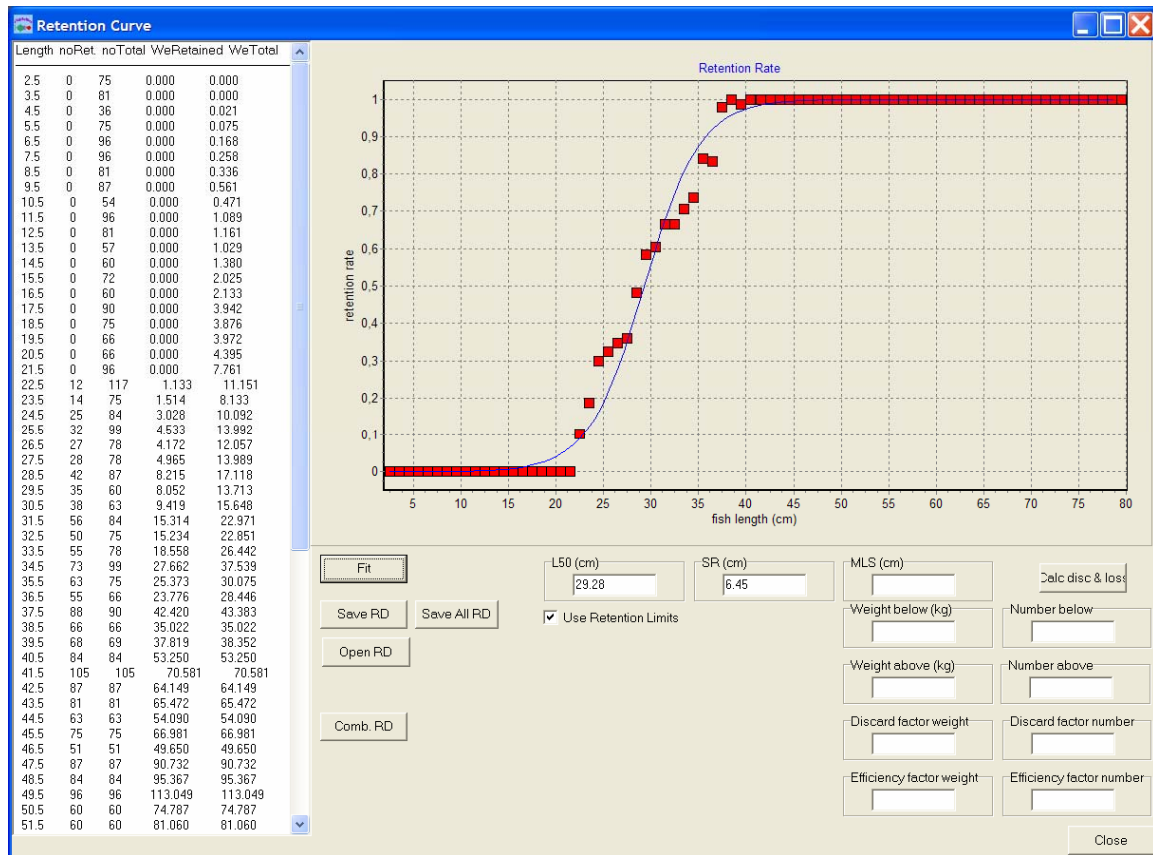 Retention Curve
Length noRet. noTotal WeRetained WeTotal
2.5 0 75 0.000 0.000
3.5 0 81 0.000 0.000
4.5 0 36 0.000 0.021
5.5 0 75 0.000 0.075
6.5 0 96 0.000 0.168
7.5 0 96 0.000 0.258
8.5 0 81 0.000 0.336
9.5 0 87 0.000 0.561
10.5 0 54 0.000 0.471
11.5 0 96 0.000 1.089
12.5 0 81 0.000 1.161
13.5 0 57 0.000 1.029
14.5 0 60 0.000 1.380
15.5 0 72 0.000 2.025
16.5 0 60 0.000 2.133
17.5 0 90 0.000 3.942
18.5 0 75 0.000 3.876
19.5 0 66 0.000 3.972
20.5 0 66 0.000 4.395
21.5 0 96 0.000 7.761
22.5 12 117 1.133 11.151
23.5 14 75 1.514 8.133
24.5 25 84 3.028 10.092
25.5 32 99 4.533 13.992
26.5 27 78 4.172 12.057
27.5 28 78 4.965 13.989
28.5 42 87 8.215 17.118
29.5 35 60 8.052 13.713
30.5 38 63 9.419 15.648
31.5 56 84 15.314 22.971
32.5 50 75 15.234 22.851
33.5 55 78 18.558 26.442
34.5 73 99 27.662 37.539
35.5 63 75 25.373 30.075
36.5 55 66 23.776 28.446
37.5 88 90 42.420 43.383
38.5 66 66 35.022 35.022
39.5 68 69 37.819 38.352
40.5 84 84 53.250 53.250
41.5 105 105 70.581 70.581
42.5 87 87 64.149 64.149
43.5 81 81 65.472 65.472
44.5 63 63 54.090 54.090
45.5 75 75 66.981 66.981
46.5 51 51 49.650 49.650
47.5 87 87 90.732 90.732
48.5 84 84 95.367 95.367
49.5 96 96 113.049 113.049
50.5 60 60 74.787 74.787
51.5 60 60 81.060 81.060
Retention Rate
retention rate
1
0,9
0,8
0,7
0,6
0,5
0,4
0,3
0,2
0,1
0
5 10 15 20 25 30 35 40 45 50 55 60 65 70 75 80
fish length (cm)
Fit
L50 (cm)
29.28
SR (cm)
6.45
MLS (cm)
Calc disc & loss
Save RD
Save All RD
Use Retention Limits
Weight below (kg)
Number below
Open RD
Weight above (kg)
Number above
Comb. RD
Discard factor weight
Discard factor number
Efficiency factor weight
Efficiency factor number
Close